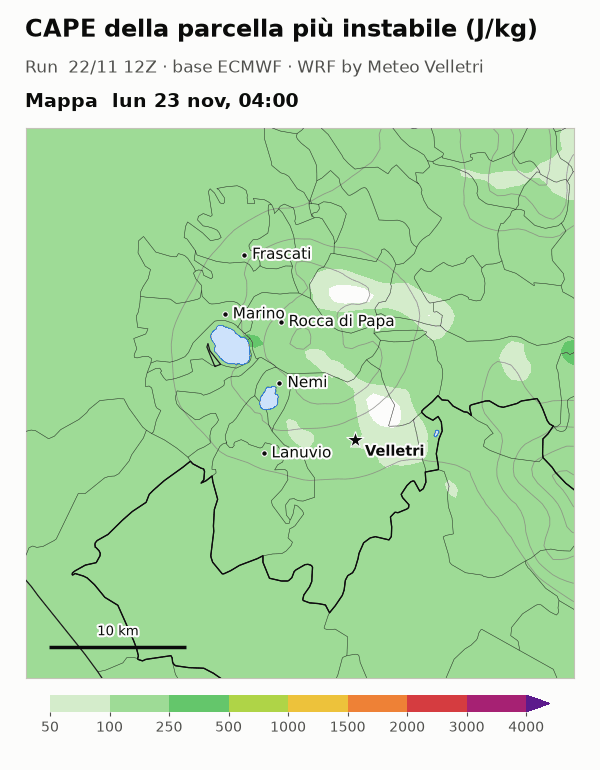 CAPE della parcella più instabile (J/kg)
Run 22/11 12Z · base ECMWF · WRF by Meteo Velletri
Mappa lun 23 nov, 04:00
Frascati
Marino
Rocca di Papa
Nemi
Velletri
Lanuvio
10 km
50 100 250 500 1000 1500 2000 3000 4000